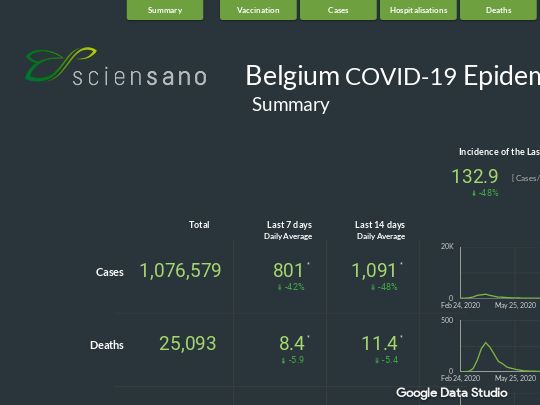 Summary Vaccination Cases Hospitalisations Deaths
sciensano
Belgium COVID-19 Epidem
Summary
Incidence of the Las
132.9 [Cases/
-48%
Total Last 7 days Last 14 days
Daily Average Daily Average
Cases 1,076,579 801* 1,091*
-42% -48%
20K
0
Feb 24, 2020 May 25, 2020
Deaths 25,093 8.4* 11.4*
-5.9 -5.4
500
0
Feb 24, 2020 May 25, 2020
Google Data Studio